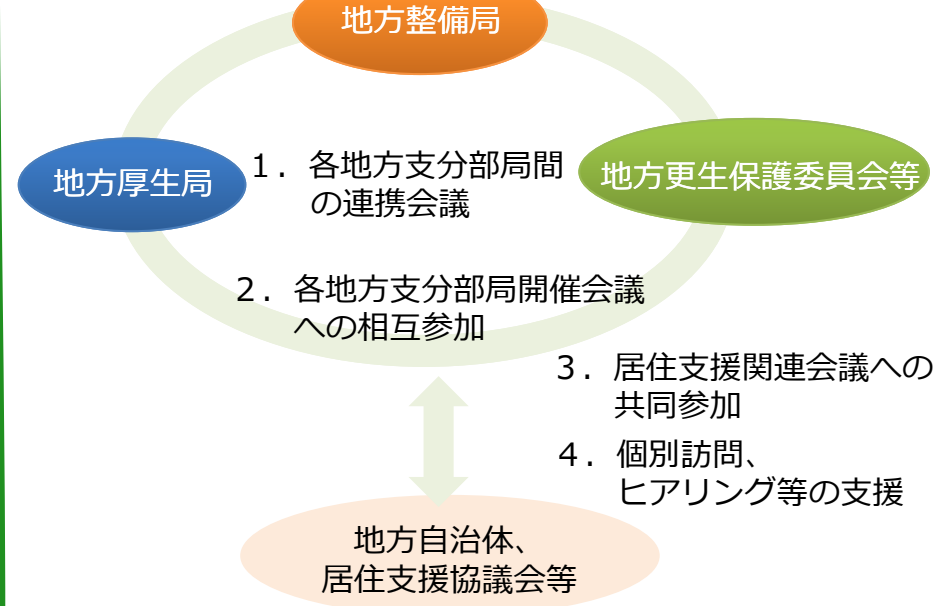 地方整備局
地方厚生局
地方更生保護委員会等
１．各地方支分部局間
の連携会議
２．各地方支分部局開催会議
への相互参加
３．居住支援関連会議への
共同参加
４．個別訪問、
ヒアリング等の支援
地方自治体、
居住支援協議会等